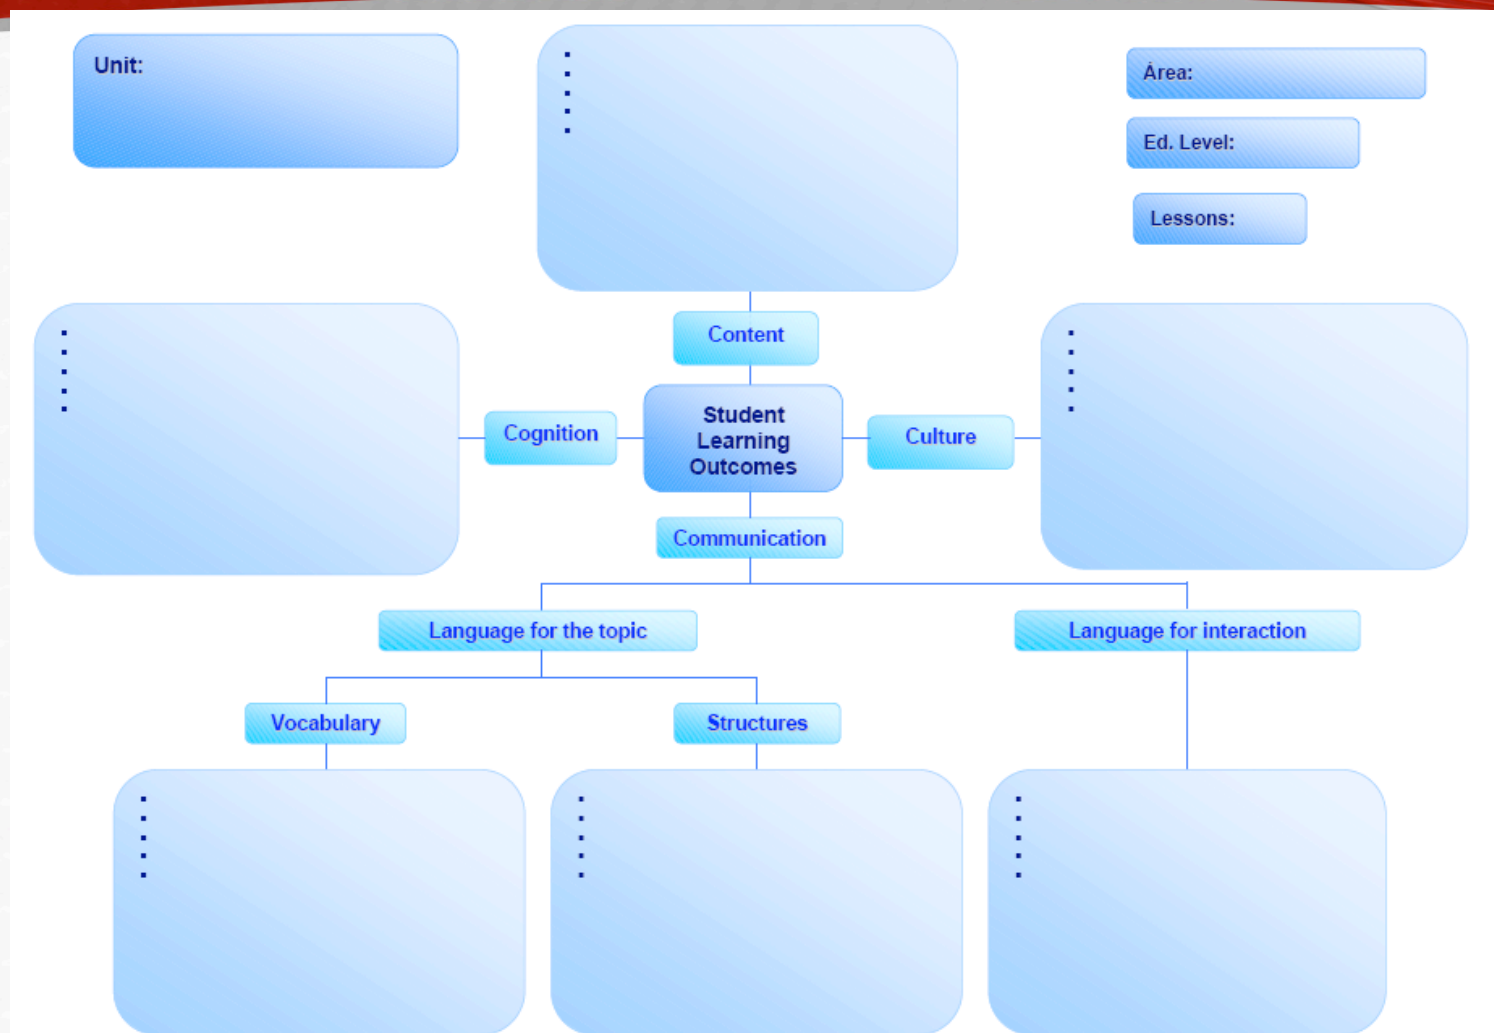 Unit:
Área:
Ed. Level:
Lessons:
Content
Cognition
Student
Learning
Outcomes
Culture
Communication
Language for the topic
Language for interaction
Vocabulary
Structures